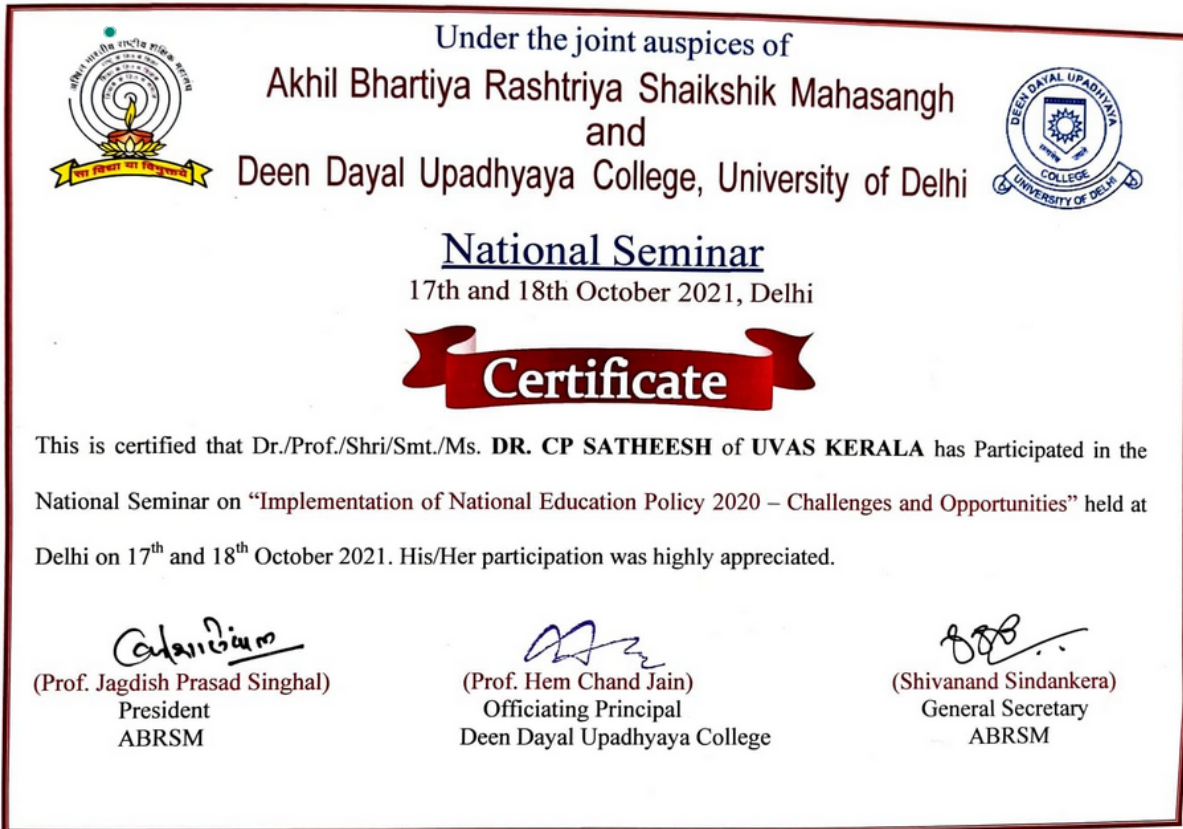 अखिल भारतीय राष्ट्रीय शैक्षिक महासंघ
सा विद्या या विमुक्तये
Under the joint auspices of
Akhil Bhartiya Rashtriya Shaikshik Mahasangh
and
Deen Dayal Upadhyaya College, University of Delhi
DEEN DAYAL UPADHYAYA
COLLEGE
UNIVERSITY OF DELHI
National Seminar
17th and 18th October 2021, Delhi
Certificate
This is certified that Dr./Prof./Shri/Smt./Ms. DR. CP SATHEESH of UVAS KERALA has Participated in the
National Seminar on “Implementation of National Education Policy 2020 – Challenges and Opportunities” held at
Delhi on 17th and 18th October 2021. His/Her participation was highly appreciated.
(Prof. Jagdish Prasad Singhal) (Prof. Hem Chand Jain) (Shivanand Sindankera)
President Officiating Principal General Secretary
ABRSM Deen Dayal Upadhyaya College ABRSM